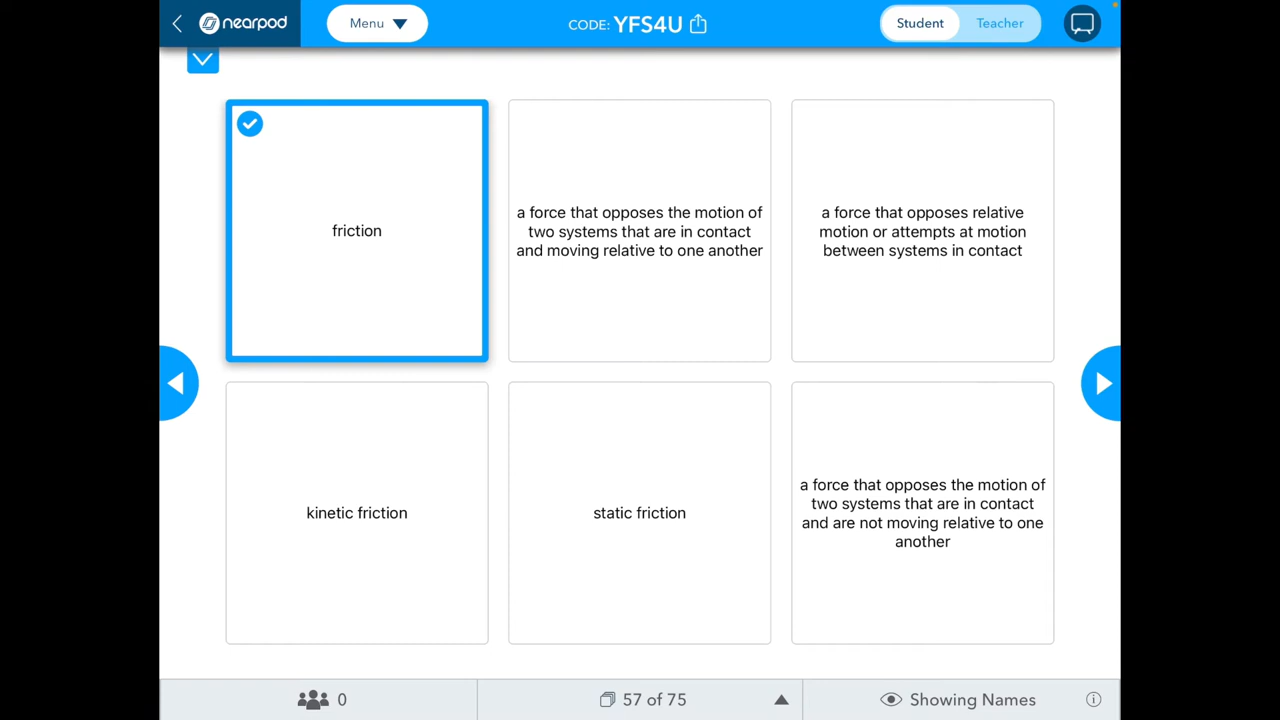 nearpod
Menu
CODE: YFS4U
Student
Teacher
friction
a force that opposes the motion of
two systems that are in contact
and moving relative to one another
a force that opposes relative
motion or attempts at motion
between systems in contact
kinetic friction
static friction
a force that opposes the motion of
two systems that are in contact
and are not moving relative to one
another
0
57 of 75
Showing Names